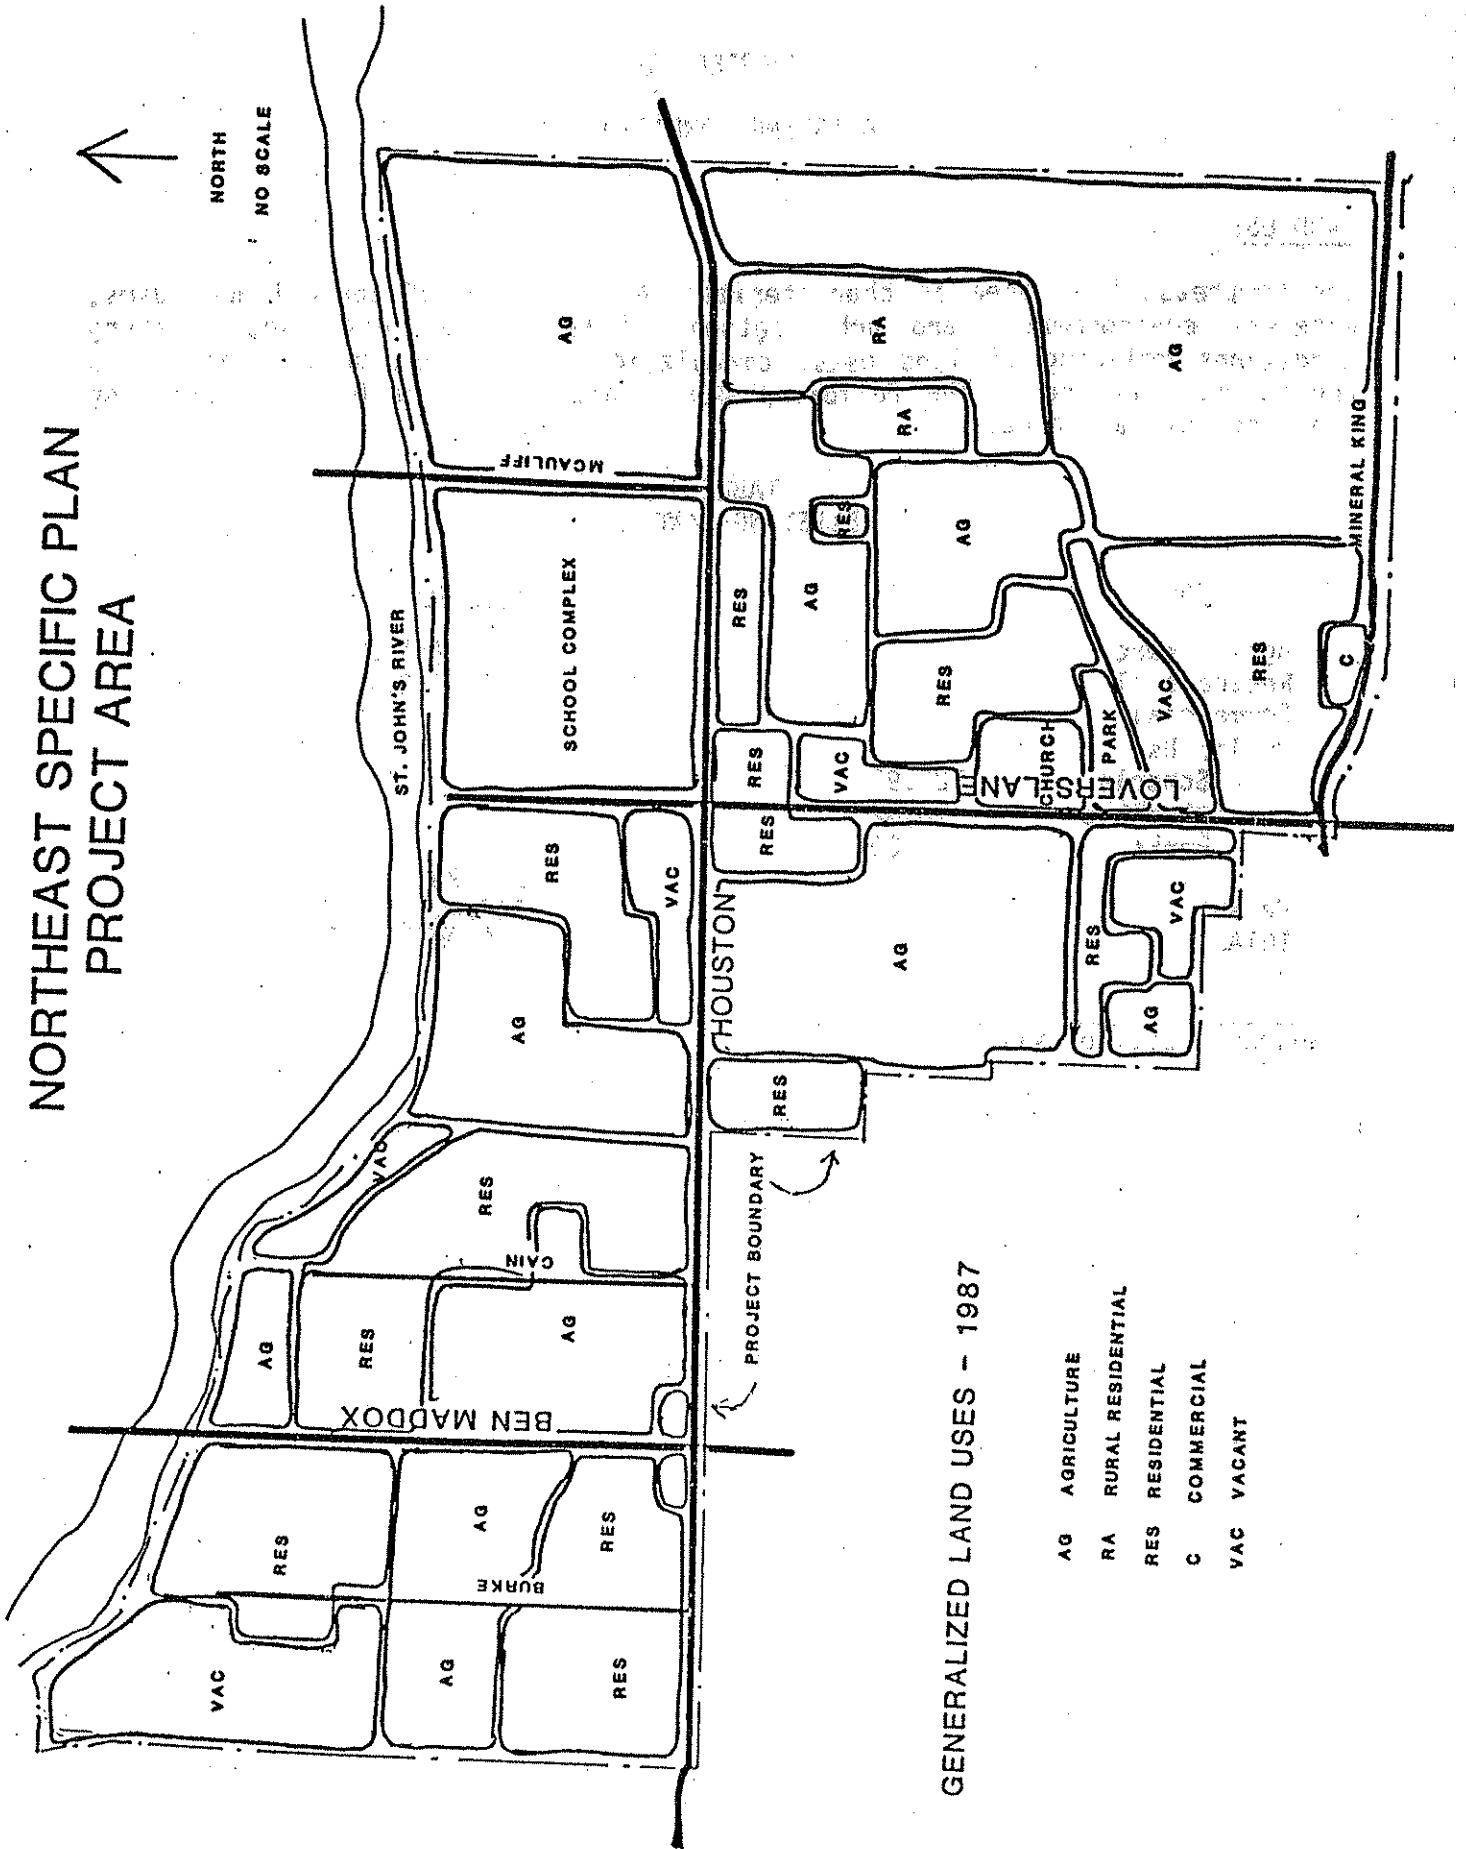 NORTHEAST SPECIFIC PLAN
PROJECT AREA
NORTH
NO SCALE
ST. JOHN'S RIVER
VAC
RES
AG
VAC
AG
RES
AG
MCAULIFF
BURKE
AG
AG
RES
RES
BEN MADDOX
RES
AG
CAIN
RES
AG
RES
VAC
SCHOOL COMPLEX
RES
RES
HOUSTON
PROJECT BOUNDARY
RES
AG
RES
RES
VAC
RES
AG
RES
RA
RA
RES
AG
AG
LOVERS LANE
CHURCH
PARK
VAC
RES
AG
VAC
RES
C
MINERAL KING
GENERALIZED LAND USES - 1987
AG AGRICULTURE
RA RURAL RESIDENTIAL
RES RESIDENTIAL
C COMMERCIAL
VAC VACANT